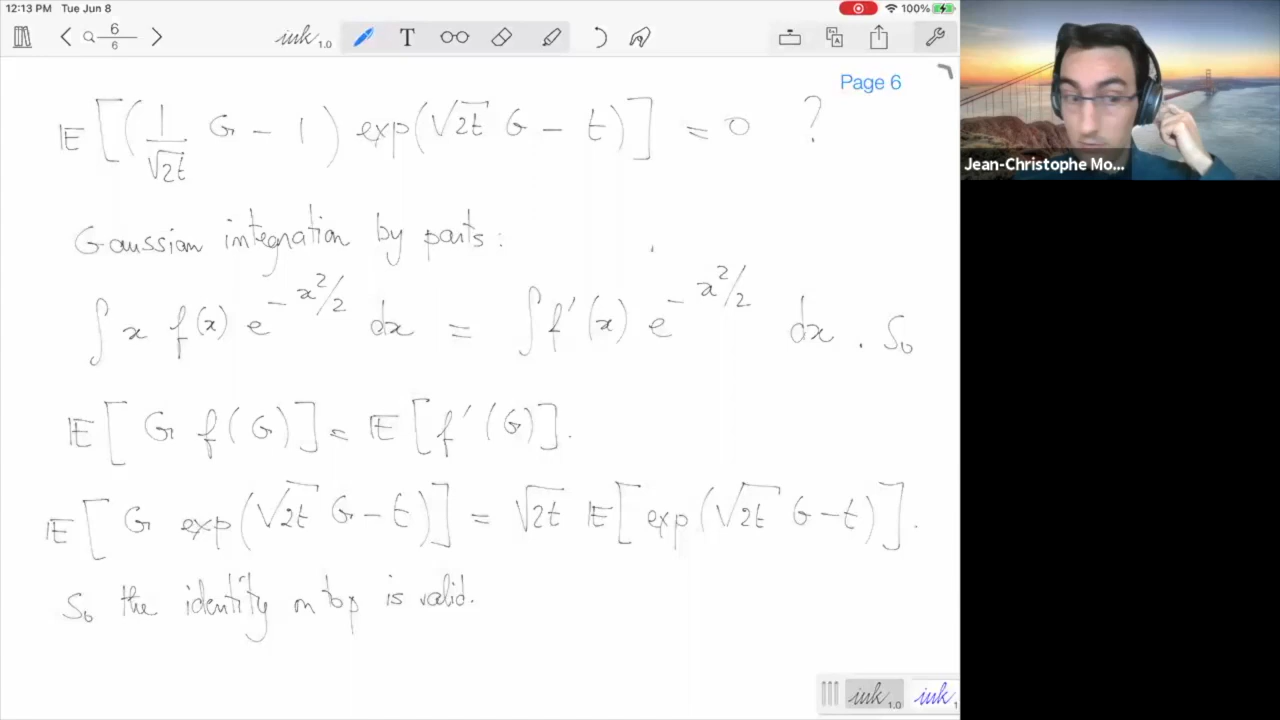 12:13 PM Tue Jun 8
100%
6
6
ink 1.0
T
Page 6
𝔼[(1/√2t G − 1) exp(√2t G − t)] = 0 ?
Gaussian integration by parts:
∫ x f(x) e^{−x²/2} dx = ∫ f'(x) e^{−x²/2} dx. So
𝔼[G f(G)] = 𝔼[f'(G)].
𝔼[G exp(√2t G − t)] = √2t 𝔼[exp(√2t G − t)].
So the identity on top is valid.
Jean-Christophe Mo...
ink 1.0
ink 1